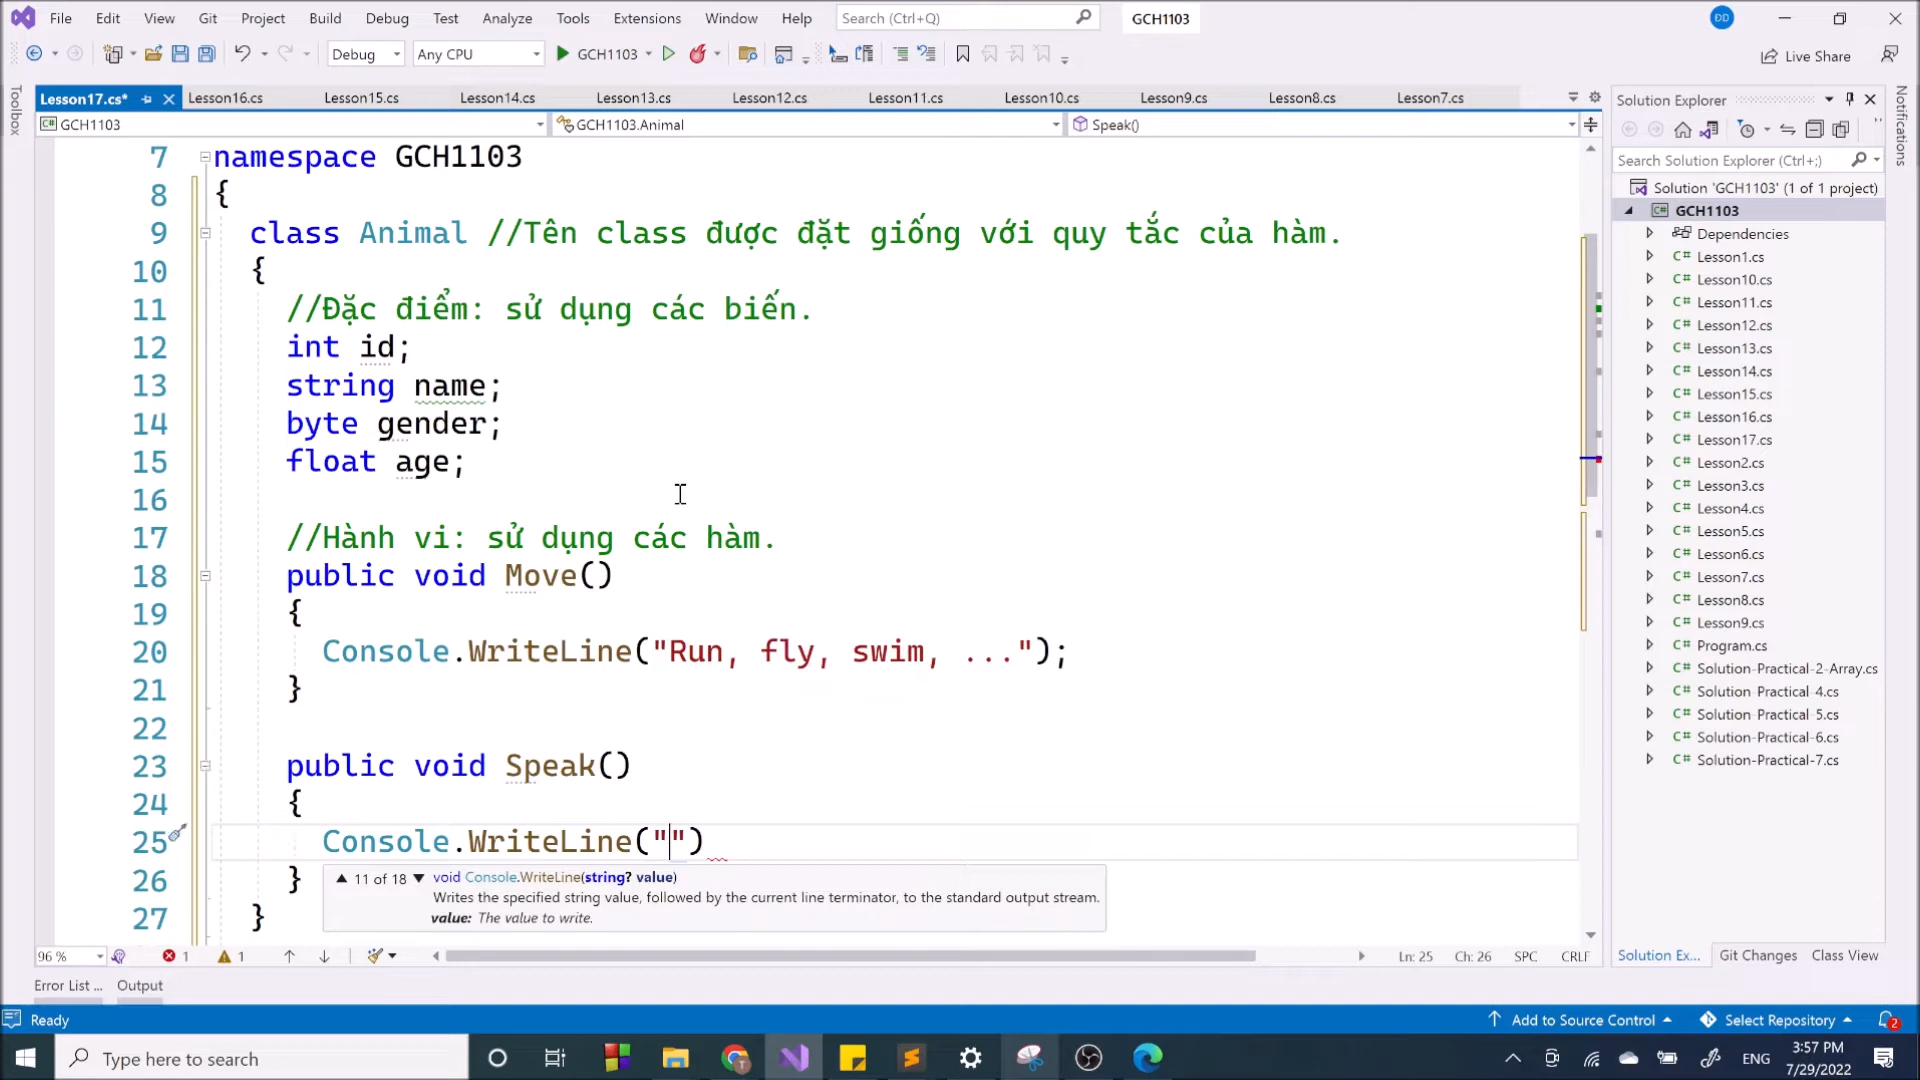 File Edit View Git Project Build Debug Test Analyze Tools Extensions Window Help Search (Ctrl+Q) GCH1103 ĐD
Debug Any CPU GCH1103 Live Share
Toolbox
Lesson17.cs* Lesson16.cs Lesson15.cs Lesson14.cs Lesson13.cs Lesson12.cs Lesson11.cs Lesson10.cs Lesson9.cs Lesson8.cs Lesson7.cs
GCH1103 GCH1103.Animal Speak()
7 namespace GCH1103
8 {
9 class Animal //Tên class được đặt giống với quy tắc của hàm.
10 {
11 //Đặc điểm: sử dụng các biến.
12 int id;
13 string name;
14 byte gender;
15 float age;
16
17 //Hành vi: sử dụng các hàm.
18 public void Move()
19 {
20 Console.WriteLine("Run, fly, swim, ...");
21 }
22
23 public void Speak()
24 {
25 Console.WriteLine("")
26 }
27 }
11 of 18 void Console.WriteLine(string? value)
Writes the specified string value, followed by the current line terminator, to the standard output stream.
value: The value to write.
96 % 1 1 Ln: 25 Ch: 26 SPC CRLF
Solution Explorer
Search Solution Explorer (Ctrl+;)
Solution 'GCH1103' (1 of 1 project)
GCH1103
Dependencies
C# Lesson1.cs
C# Lesson10.cs
C# Lesson11.cs
C# Lesson12.cs
C# Lesson13.cs
C# Lesson14.cs
C# Lesson15.cs
C# Lesson16.cs
C# Lesson17.cs
C# Lesson2.cs
C# Lesson3.cs
C# Lesson4.cs
C# Lesson5.cs
C# Lesson6.cs
C# Lesson7.cs
C# Lesson8.cs
C# Lesson9.cs
C# Program.cs
C# Solution-Practical-2-Array.cs
C# Solution-Practical-4.cs
C# Solution-Practical-5.cs
C# Solution-Practical-6.cs
C# Solution-Practical-7.cs
Solution Ex... Git Changes Class View
Notifications
Error List ... Output
Ready Add to Source Control Select Repository 2
Type here to search ENG 3:57 PM
7/29/2022